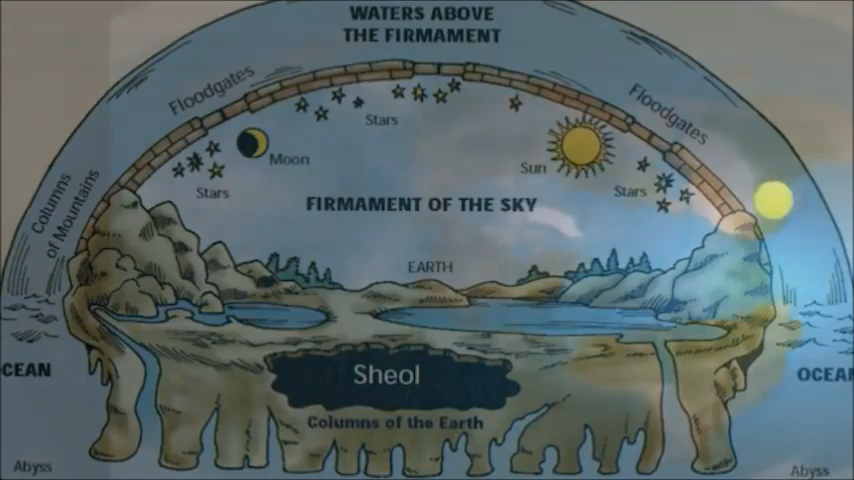 WATERS ABOVE
THE FIRMAMENT
Floodgates
Floodgates
Stars
Moon
Sun
Stars
Stars
Columns
of Mountains
FIRMAMENT OF THE SKY
EARTH
CEAN
Sheol
OCEAN
Columns of the Earth
Abyss
Abyss